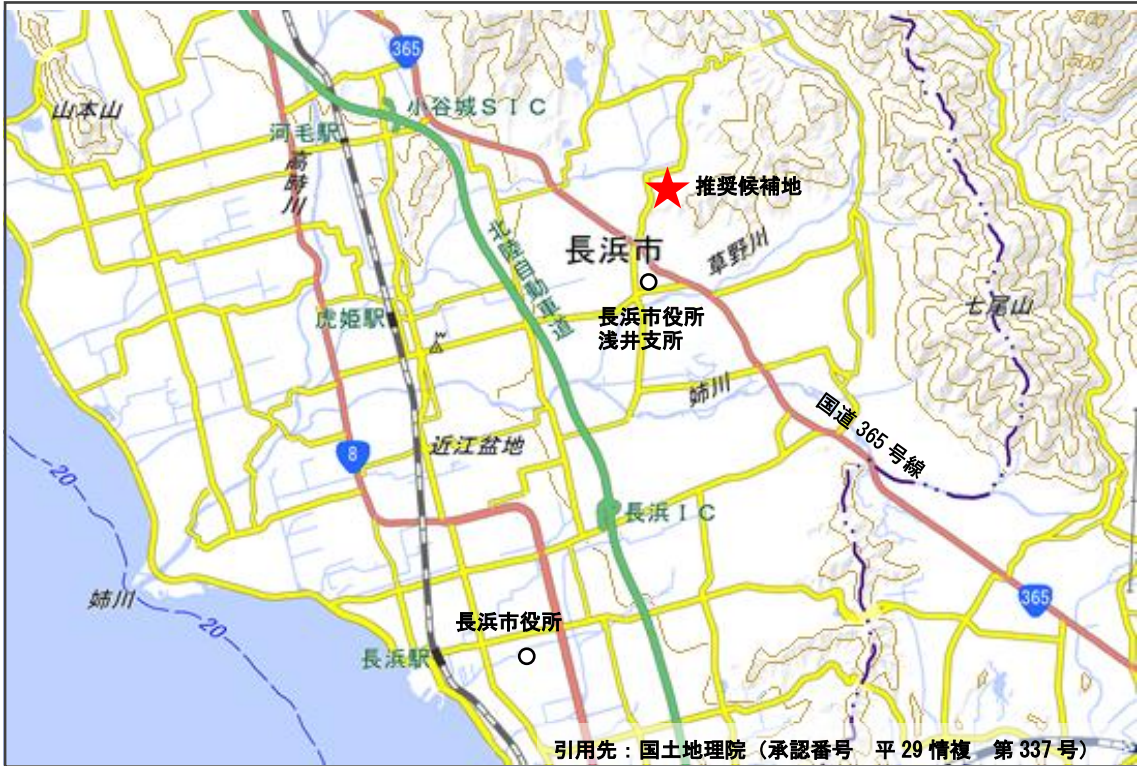 365
小谷城ＳＩＣ
山本山
河毛駅
高時川
推奨候補地
長浜市
草野川
北陸自動車道
七尾山
長浜市役所
浅井支所
虎姫駅
姉川
国道 365 号線
近江盆地
8
20
長浜ＩＣ
姉川
20
365
長浜市役所
長浜駅
引用先：国土地理院（承認番号　平 29 情複　第 337 号）